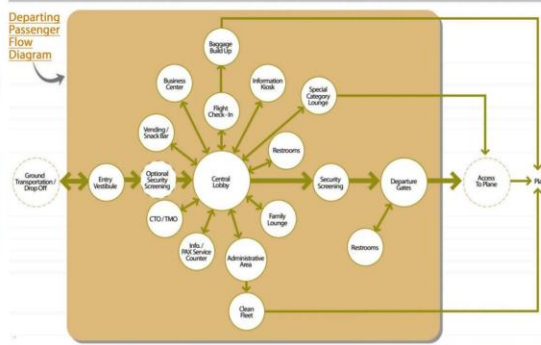 Departing
Passenger
Flow
Diagram
Baggage
Build Up
Business
Center
Information
Kiosk
Flight
Check-In
Special
Category
Lounge
Vending /
Snack Bar
Restrooms
Ground
Transportation /
Drop Off
Entry
Vestibule
Optional
Security
Screening
Central
Lobby
Security
Screening
Departure
Gates
Access
To Plane
Pla
CTO / TMO
Family
Lounge
Info. /
PAX Service
Counter
Administrative
Area
Restrooms
Clean
Fleet